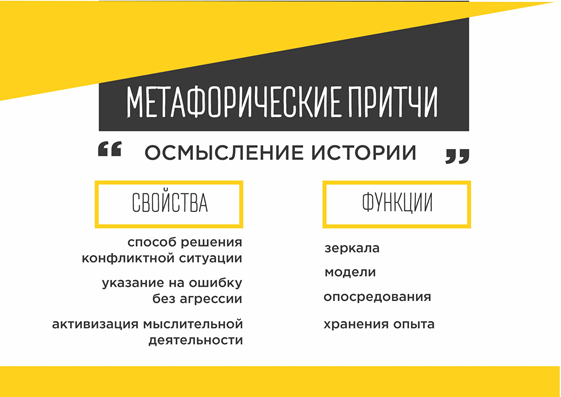 МЕТАФОРИЧЕСКИЕ ПРИТЧИ
“ ОСМЫСЛЕНИЕ ИСТОРИИ ”
СВОЙСТВА
способ решения
конфликтной ситуации
указание на ошибку
без агрессии
активизация мыслительной
деятельности
ФУНКЦИИ
зеркала
модели
опосредования
хранения опыта